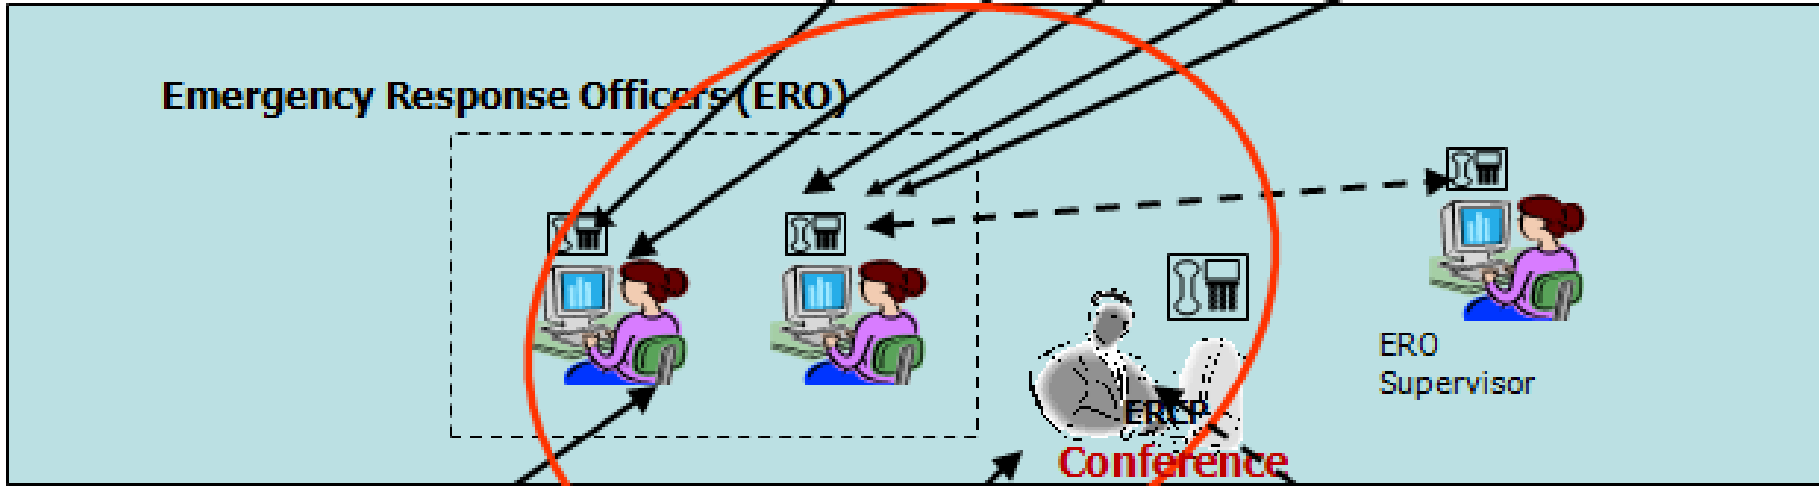 Emergency Response Officers (ERO)
ERO
Supervisor
ERCP
Conference